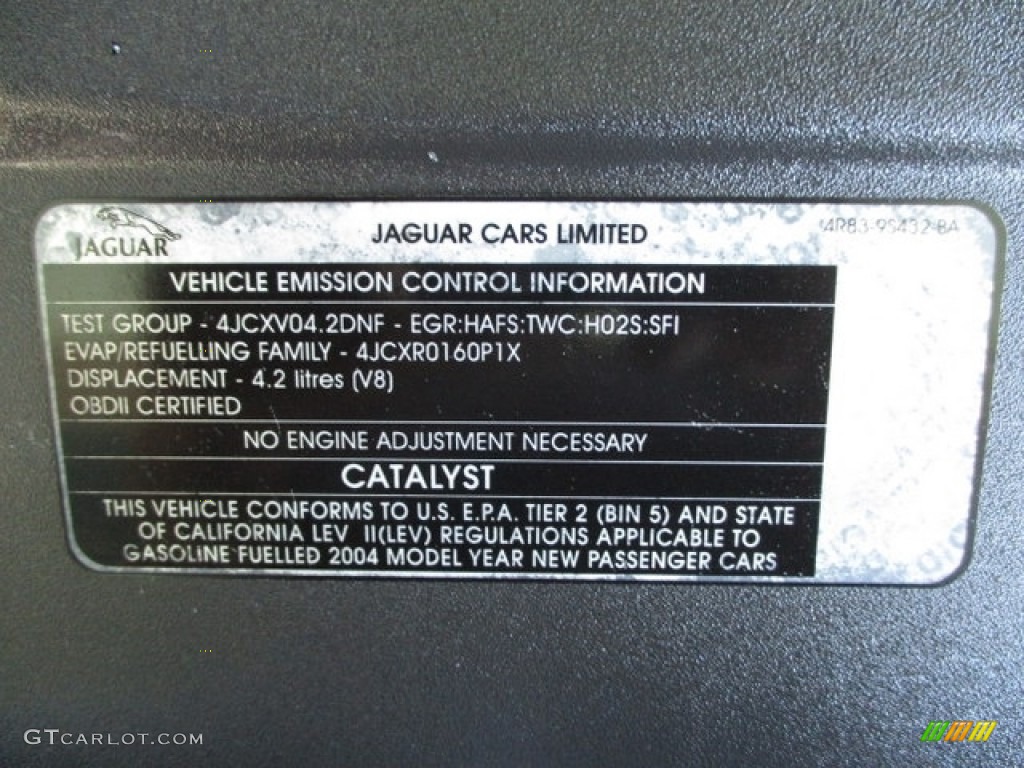 JAGUAR
JAGUAR CARS LIMITED
4R83-9S432-BA
VEHICLE EMISSION CONTROL INFORMATION
TEST GROUP - 4JCXV04.2DNF - EGR:HAFS:TWC:H02S:SFI
EVAP/REFUELLING FAMILY - 4JCXR0160P1X
DISPLACEMENT - 4.2 litres (V8)
OBDII CERTIFIED
NO ENGINE ADJUSTMENT NECESSARY
CATALYST
THIS VEHICLE CONFORMS TO U.S. E.P.A. TIER 2 (BIN 5) AND STATE
OF CALIFORNIA LEV II(LEV) REGULATIONS APPLICABLE TO
GASOLINE FUELLED 2004 MODEL YEAR NEW PASSENGER CARS
GTCARLOT.COM